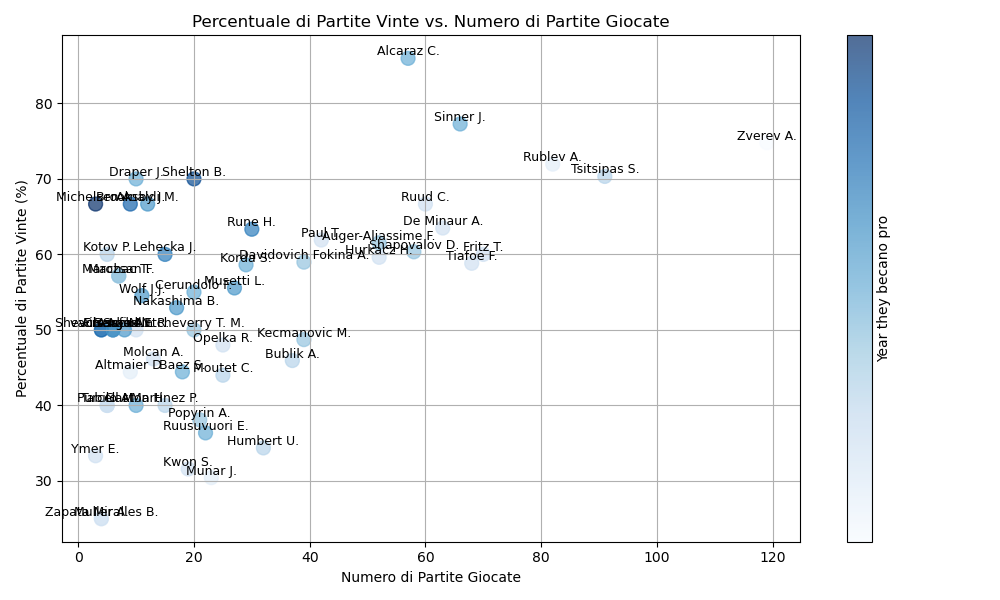 Percentuale di Partite Vinte vs. Numero di Partite Giocate
Alcaraz C.
Sinner J.
Zverev A.
Rublev A.
Tsitsipas S.
Draper J.
Shelton B.
Michelsen
Arnaldi M.
Ruud C.
Rune H.
De Minaur A.
Paul T.
Auger-Aliassime F.
Kotov P.
Lehecka J.
Shapovalov D.
Fritz T.
Hurkacz H.
Davidovich Fokina A.
Tiafoe F.
Korda S.
Wolf J.J.
Cerundolo F.
Musetti L.
Nakashima B.
Etcheverry T. M.
Opelka R.
Kecmanovic M.
Molcan A.
Bublik A.
Altmaier D.
Baez S.
Moutet C.
Martinez P.
Popyrin A.
Ruusuvuori E.
Humbert U.
Ymer E.
Kwon S.
Munar J.
Zapata Miralles B.
Muller A.
Percentuale di Partite Vinte (%)
80
70
60
50
40
30
0
20
40
60
80
100
120
Numero di Partite Giocate
Year they becano pro